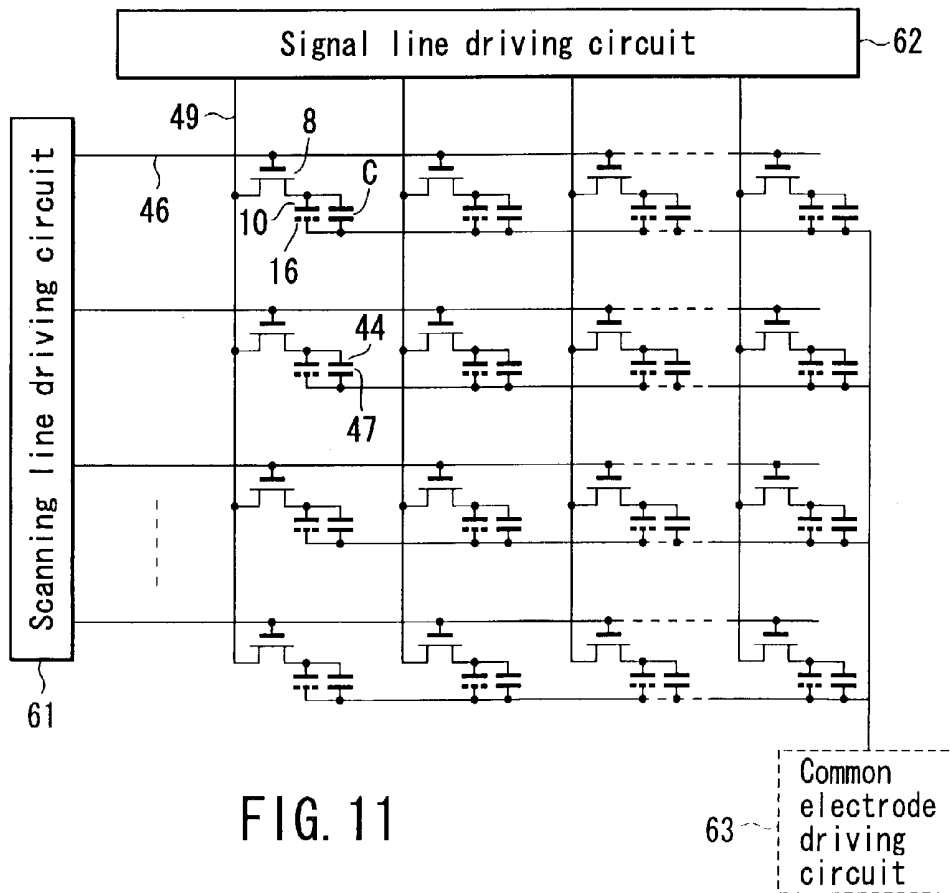 Signal line driving circuit
62
49
8
Scanning line driving circuit
46
C
10
16
44
47
61
FIG. 11
63
Common
electrode
driving
circuit